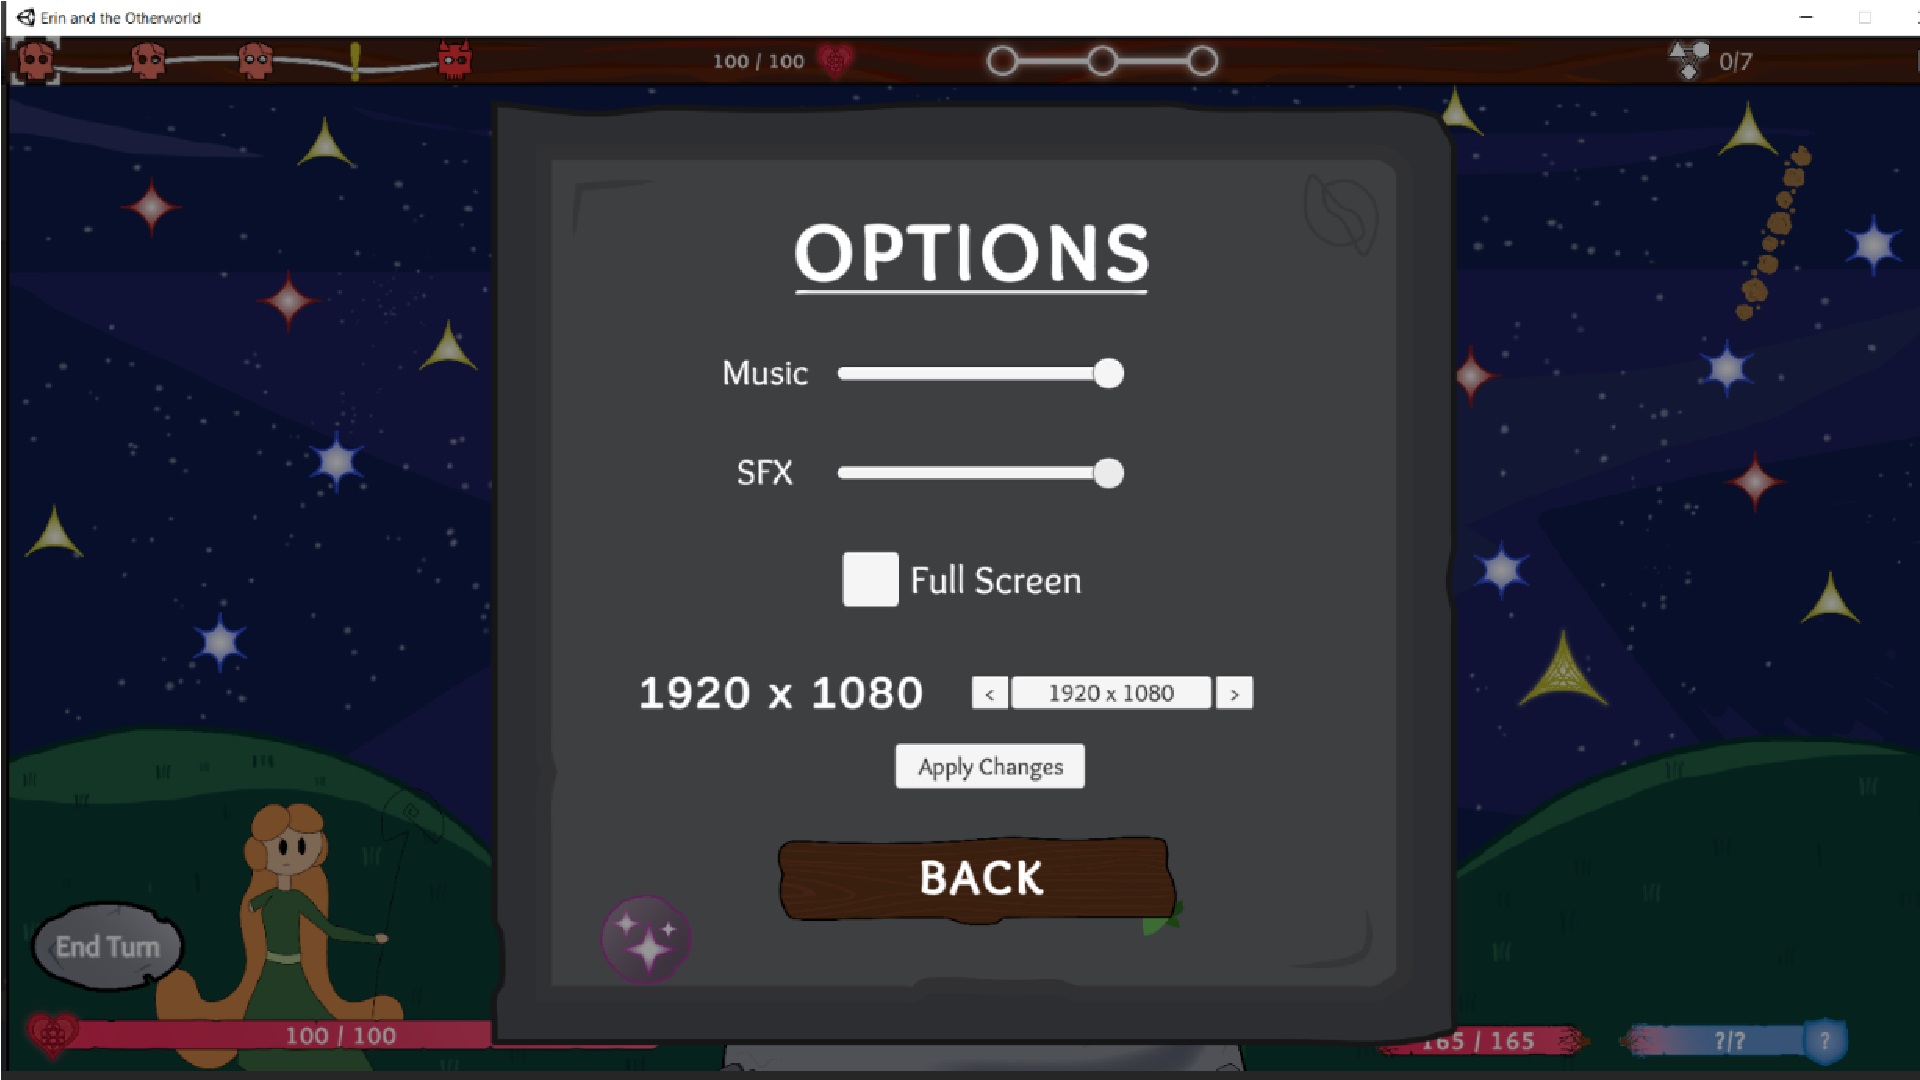 Erin and the Otherworld
100 / 100
0/7
OPTIONS
Music
SFX
Full Screen
1920 x 1080
< 1920 x 1080 >
Apply Changes
BACK
End Turn
100 / 100
165 / 165
?/?
?